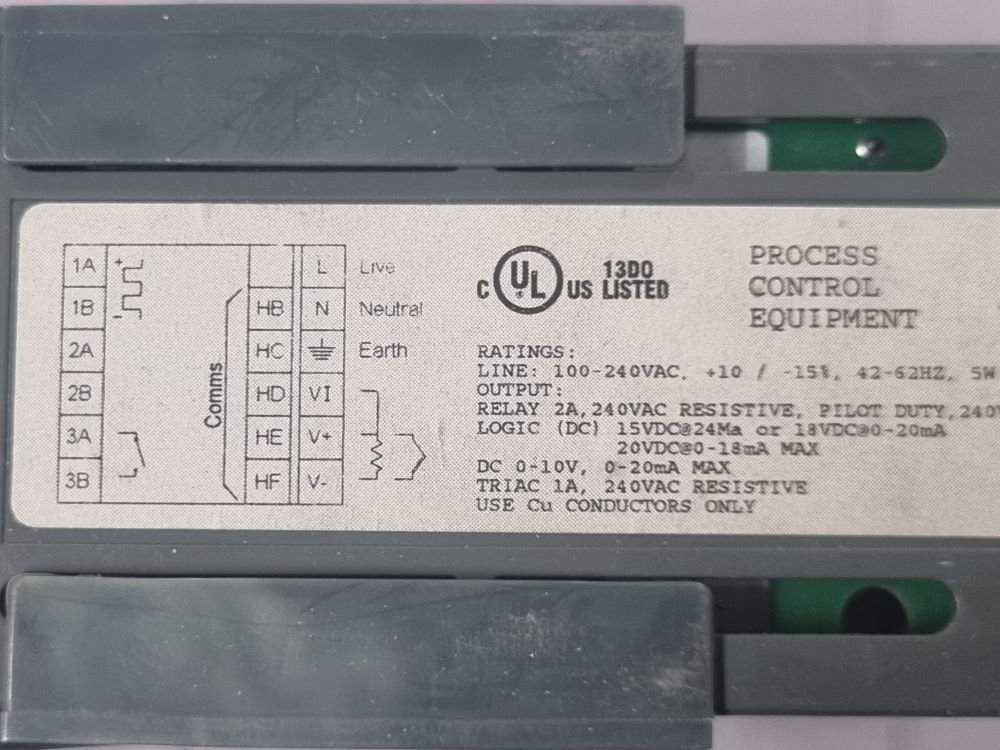 1A
1B
2A
2B
3A
3B
+
-
Comms
HB
HC
HD
HE
HF
L Live
N Neutral
Earth
VI
V+
V-
C UL US 13D0
LISTED
PROCESS
CONTROL
EQUIPMENT
RATINGS:
LINE: 100-240VAC, +10 / -15%, 42-62HZ, 5W
OUTPUT:
RELAY 2A,240VAC RESISTIVE, PILOT DUTY,240V
LOGIC (DC) 15VDC@24Ma or 18VDC@0-20mA
20VDC@0-18mA MAX
DC 0-10V, 0-20mA MAX
TRIAC 1A, 240VAC RESISTIVE
USE Cu CONDUCTORS ONLY